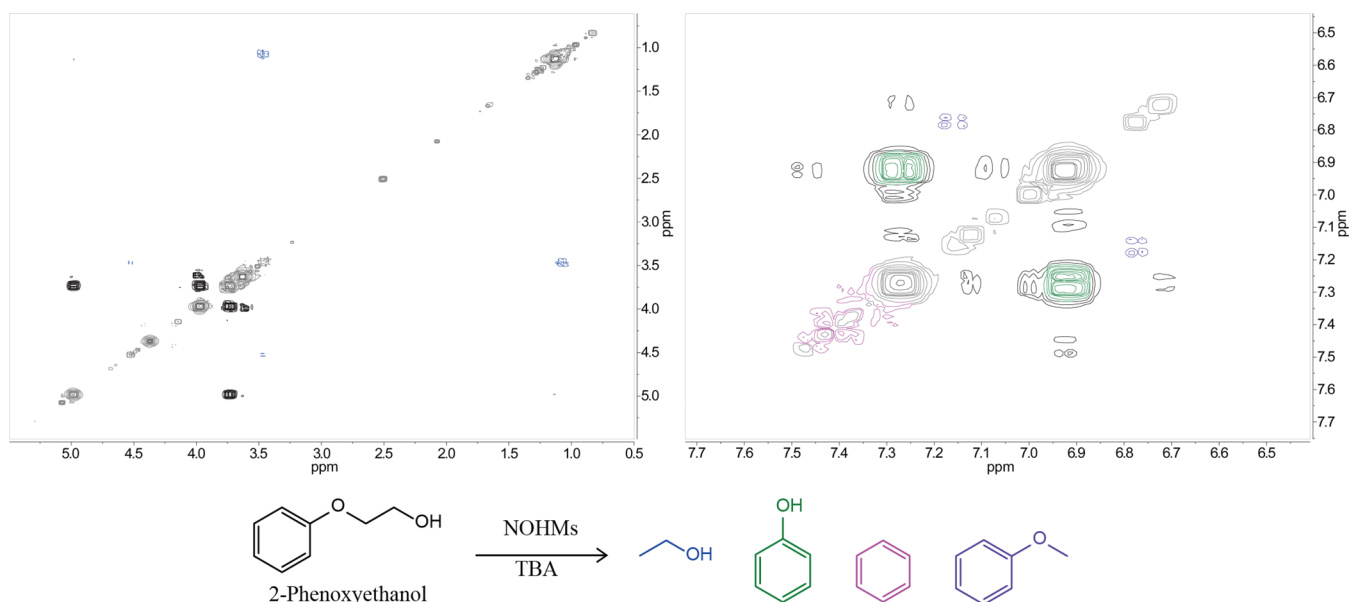 1.0
1.5
2.0
2.5
3.0
3.5
4.0
4.5
5.0
ppm
5.0 4.5 4.0 3.5 3.0 2.5 2.0 1.5 1.0 0.5
ppm
6.5
6.6
6.7
6.8
6.9
7.0
7.1
7.2
7.3
7.4
7.5
7.6
7.7
ppm
7.7 7.6 7.5 7.4 7.3 7.2 7.1 7.0 6.9 6.8 6.7 6.6 6.5
ppm
O
OH
2-Phenoxyethanol
NOHMs
TBA
OH
OH
O